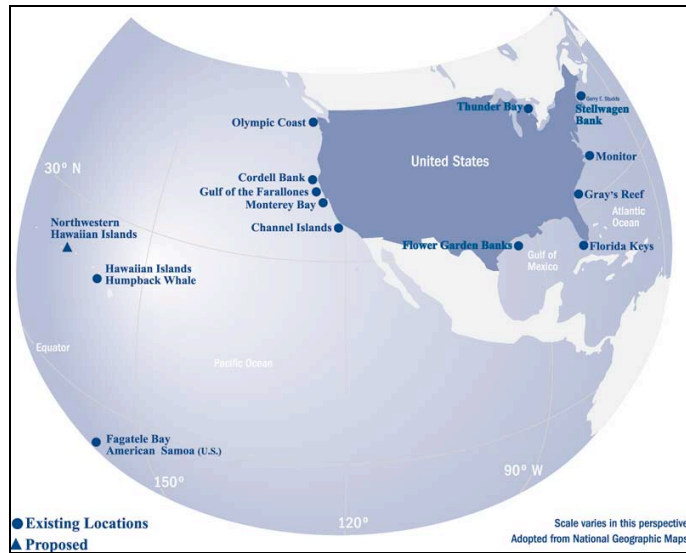 Gerry E. Studds
Thunder Bay
Stellwagen
Bank
Olympic Coast
Monitor
United States
Cordell Bank
Gulf of the Farallones
Monterey Bay
Gray's Reef
30° N
Atlantic
Ocean
Northwestern
Hawaiian Islands
Channel Islands
Flower Garden Banks
Florida Keys
Gulf of
Mexico
Hawaiian Islands
Humpback Whale
Equator
Pacific Ocean
Fagatele Bay
American Samoa (U.S.)
150°
90° W
120°
Existing Locations
Proposed
Scale varies in this perspective
Adopted from National Geographic Maps